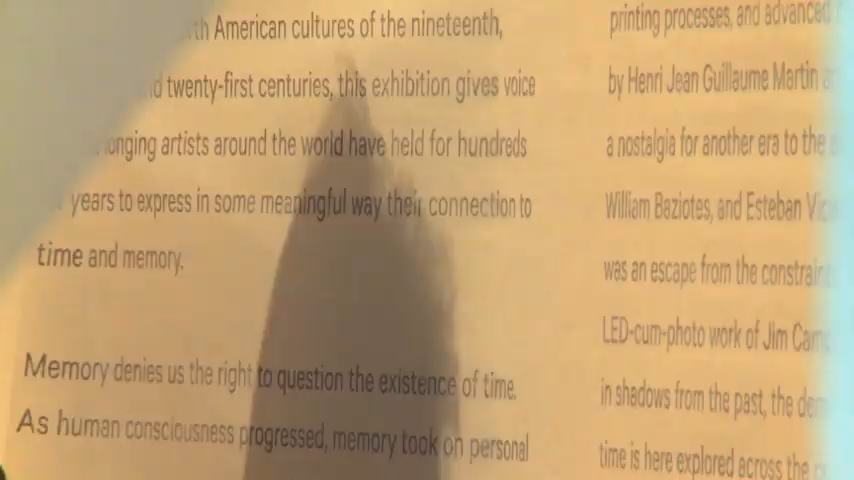 American cultures of the nineteenth,
twenty-first centuries, this exhibition gives voice
artists around the world have held for hundreds
years to express in some meaningful way their connection to
time and memory.
Memory denies us the right to question the existence of time.
As human consciousness progressed, memory took on personal
printing processes, and advanced
by Henri Jean Guillaume Martin
a nostalgia for another era to the
William Baziotes, and Esteban
was an escape from the
LED-cum-photo work of Jim
in shadows from the past, the
time is here explored across the